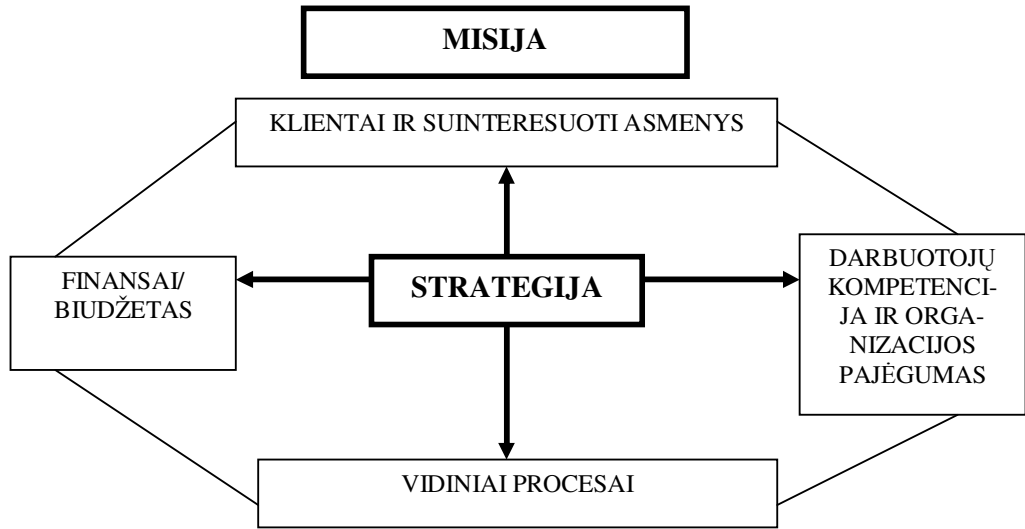 MISIJA
KLIENTAI IR SUINTERESUOTI ASMENYS
FINANSAI/
BIUDŽETAS
STRATEGIJA
DARBUOTOJŲ
KOMPETENCI-
JA IR ORGA-
NIZACIJOS
PAJĖGUMAS
VIDINIAI PROCESAI